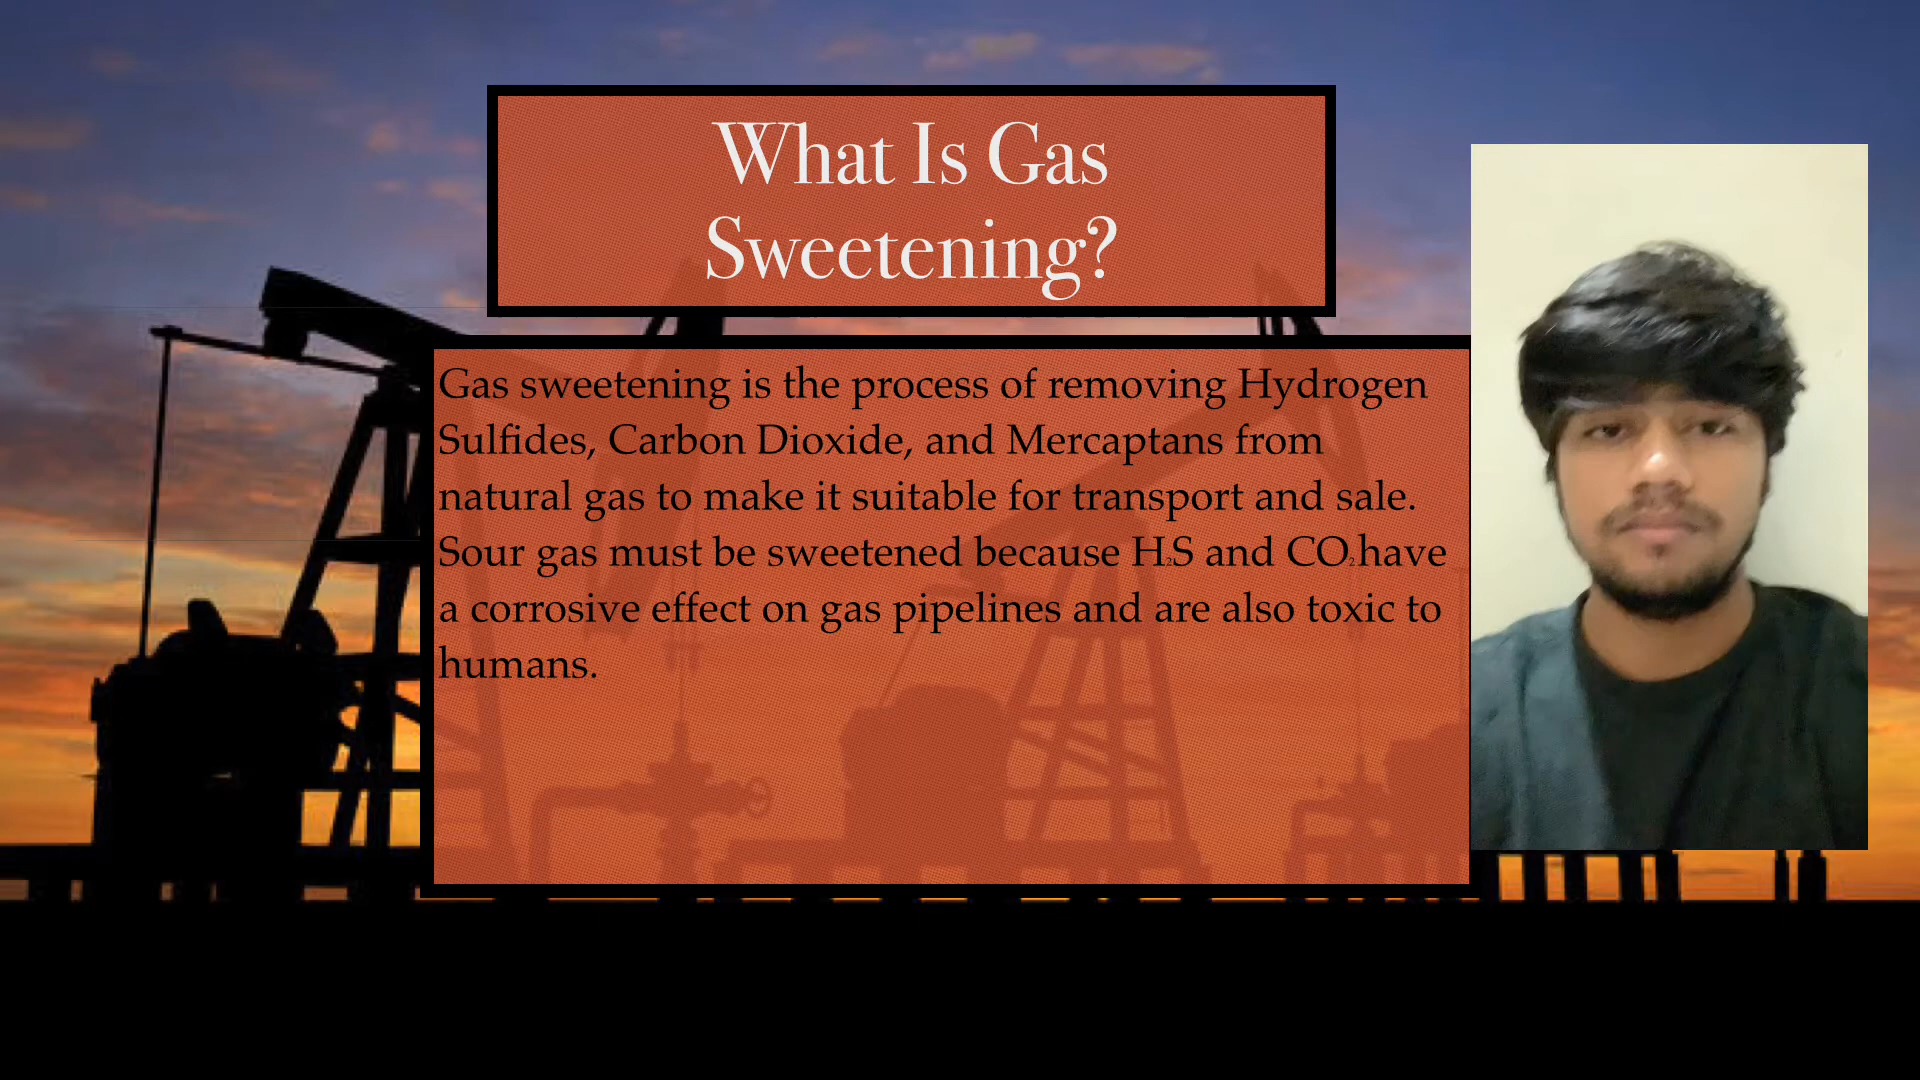 What Is Gas
Sweetening?
Gas sweetening is the process of removing Hydrogen
Sulfides, Carbon Dioxide, and Mercaptans from
natural gas to make it suitable for transport and sale.
Sour gas must be sweetened because H₂S and CO₂ have
a corrosive effect on gas pipelines and are also toxic to
humans.